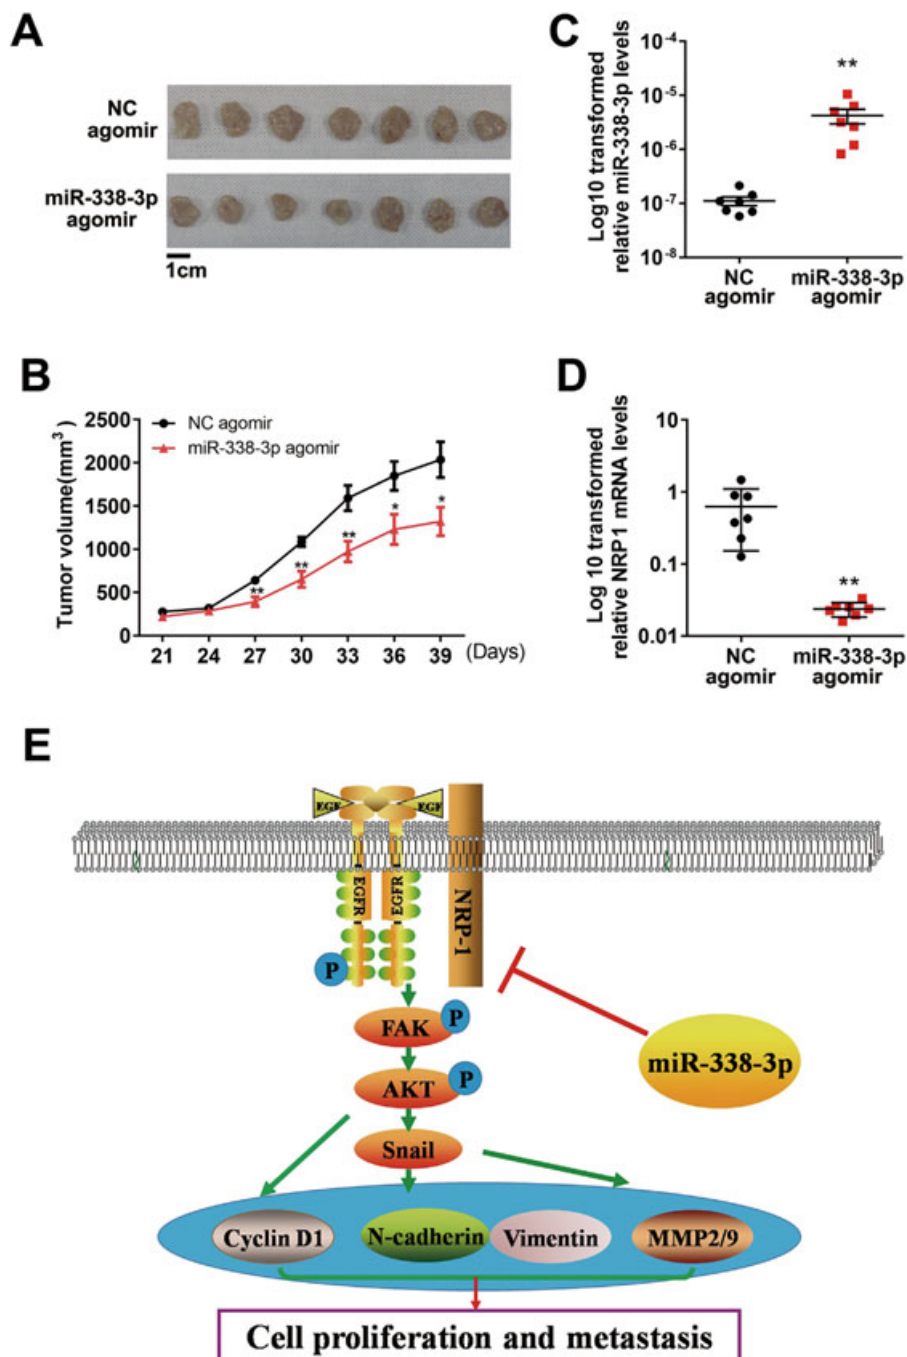 A
NC
agomir
miR-338-3p
agomir
1cm
B
Tumor volume(mm³)
2500
2000
1500
1000
500
0
NC agomir
miR-338-3p agomir
**
**
**
*
*
21 24 27 30 33 36 39 (Days)
C
Log10 transformed
relative miR-338-3p levels
10⁻⁴
10⁻⁵
10⁻⁶
10⁻⁷
10⁻⁸
**
NC
agomir
miR-338-3p
agomir
D
Log 10 transformed
relative NRP1 mRNA levels
10
1
0.1
0.01
**
NC
agomir
miR-338-3p
agomir
E
EGF
EGF
EGFR
EGFR
NRP-1
P
FAK
P
AKT
P
Snail
miR-338-3p
Cyclin D1
N-cadherin
Vimentin
MMP2/9
Cell proliferation and metastasis